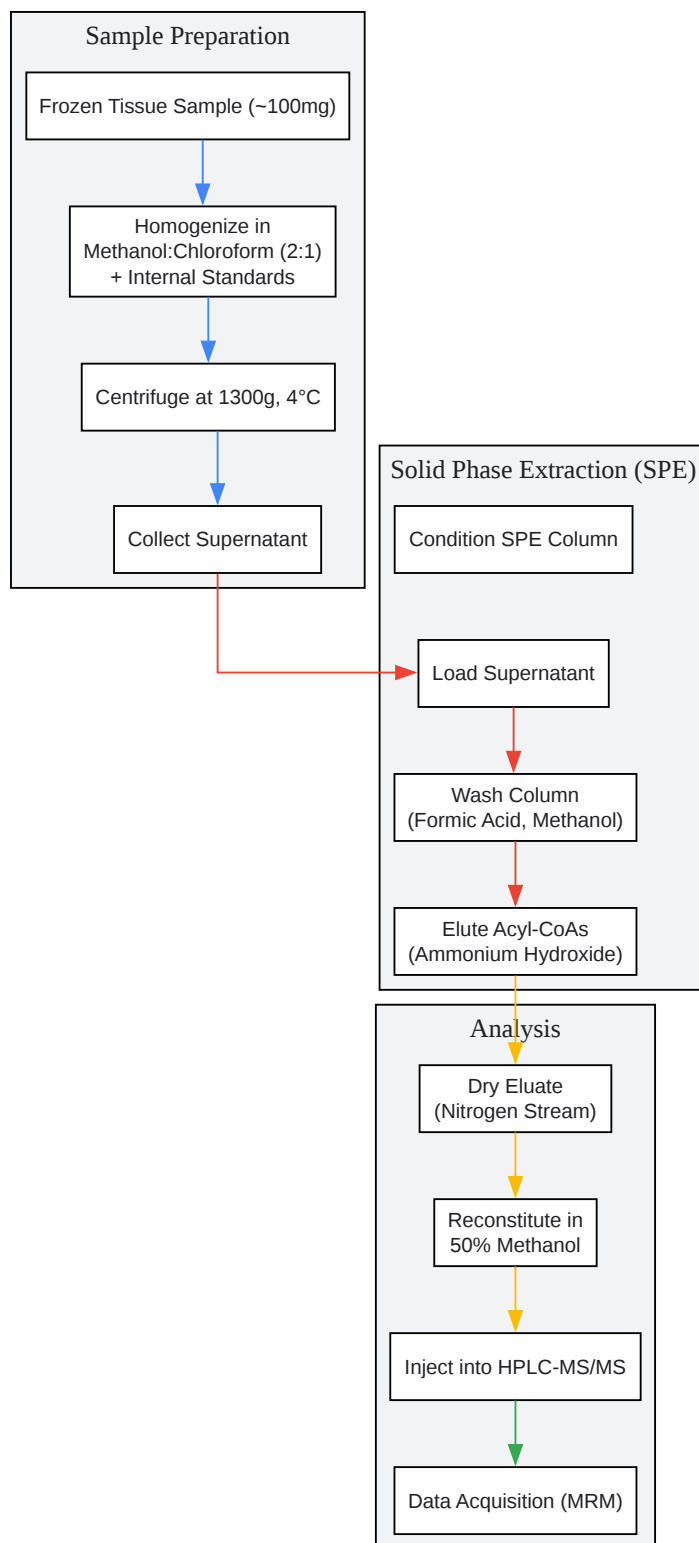 Sample Preparation
Frozen Tissue Sample (~100mg)
Homogenize in
Methanol:Chloroform (2:1)
+ Internal Standards
Centrifuge at 1300g, 4°C
Collect Supernatant
Solid Phase Extraction (SPE)
Condition SPE Column
Load Supernatant
Wash Column
(Formic Acid, Methanol)
Elute Acyl-CoAs
(Ammonium Hydroxide)
Analysis
Dry Eluate
(Nitrogen Stream)
Reconstitute in
50% Methanol
Inject into HPLC-MS/MS
Data Acquisition (MRM)